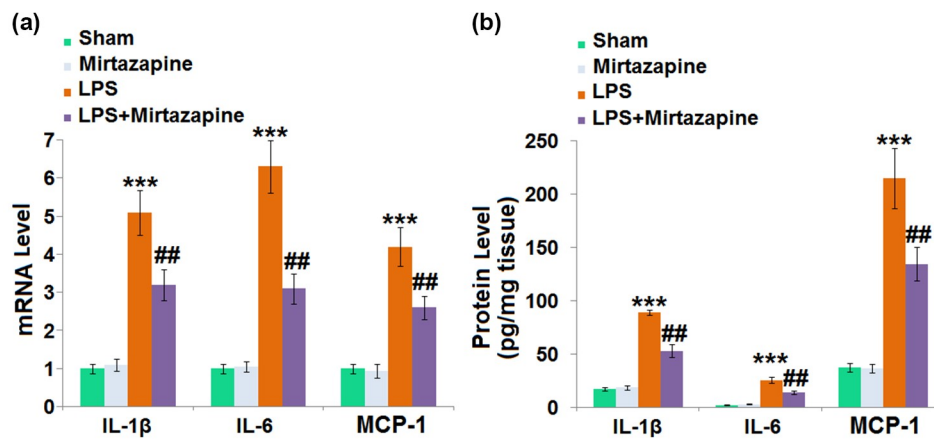 (a)
Sham
Mirtazapine
LPS
LPS+Mirtazapine
mRNA Level
7
6
5
4
3
2
1
0
***
##
***
##
***
##
IL-1β IL-6 MCP-1
(b)
Sham
Mirtazapine
LPS
LPS+Mirtazapine
Protein Level
(pg/mg tissue)
250
200
150
100
50
0
***
##
***
##
***
##
IL-1β IL-6 MCP-1